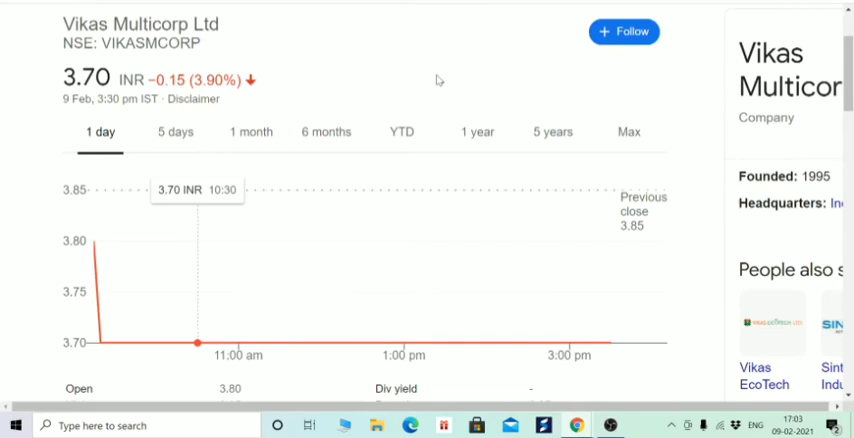 Vikas Multicorp Ltd
NSE: VIKASMCORP
+ Follow
3.70 INR −0.15 (3.90%) ↓
9 Feb, 3:30 pm IST · Disclaimer
1 day 5 days 1 month 6 months YTD 1 year 5 years Max
3.85
3.70 INR 10:30
Previous
close
3.85
3.80
3.75
3.70
11:00 am 1:00 pm 3:00 pm
Open 3.80 Div yield -
Vikas
Multicor
Company
Founded: 1995
Headquarters: In
People also s
VIKAS ECOTECH LTD.
SIN
Vikas
EcoTech
Sint
Indu
Type here to search
ENG
17:03
09-02-2021
2